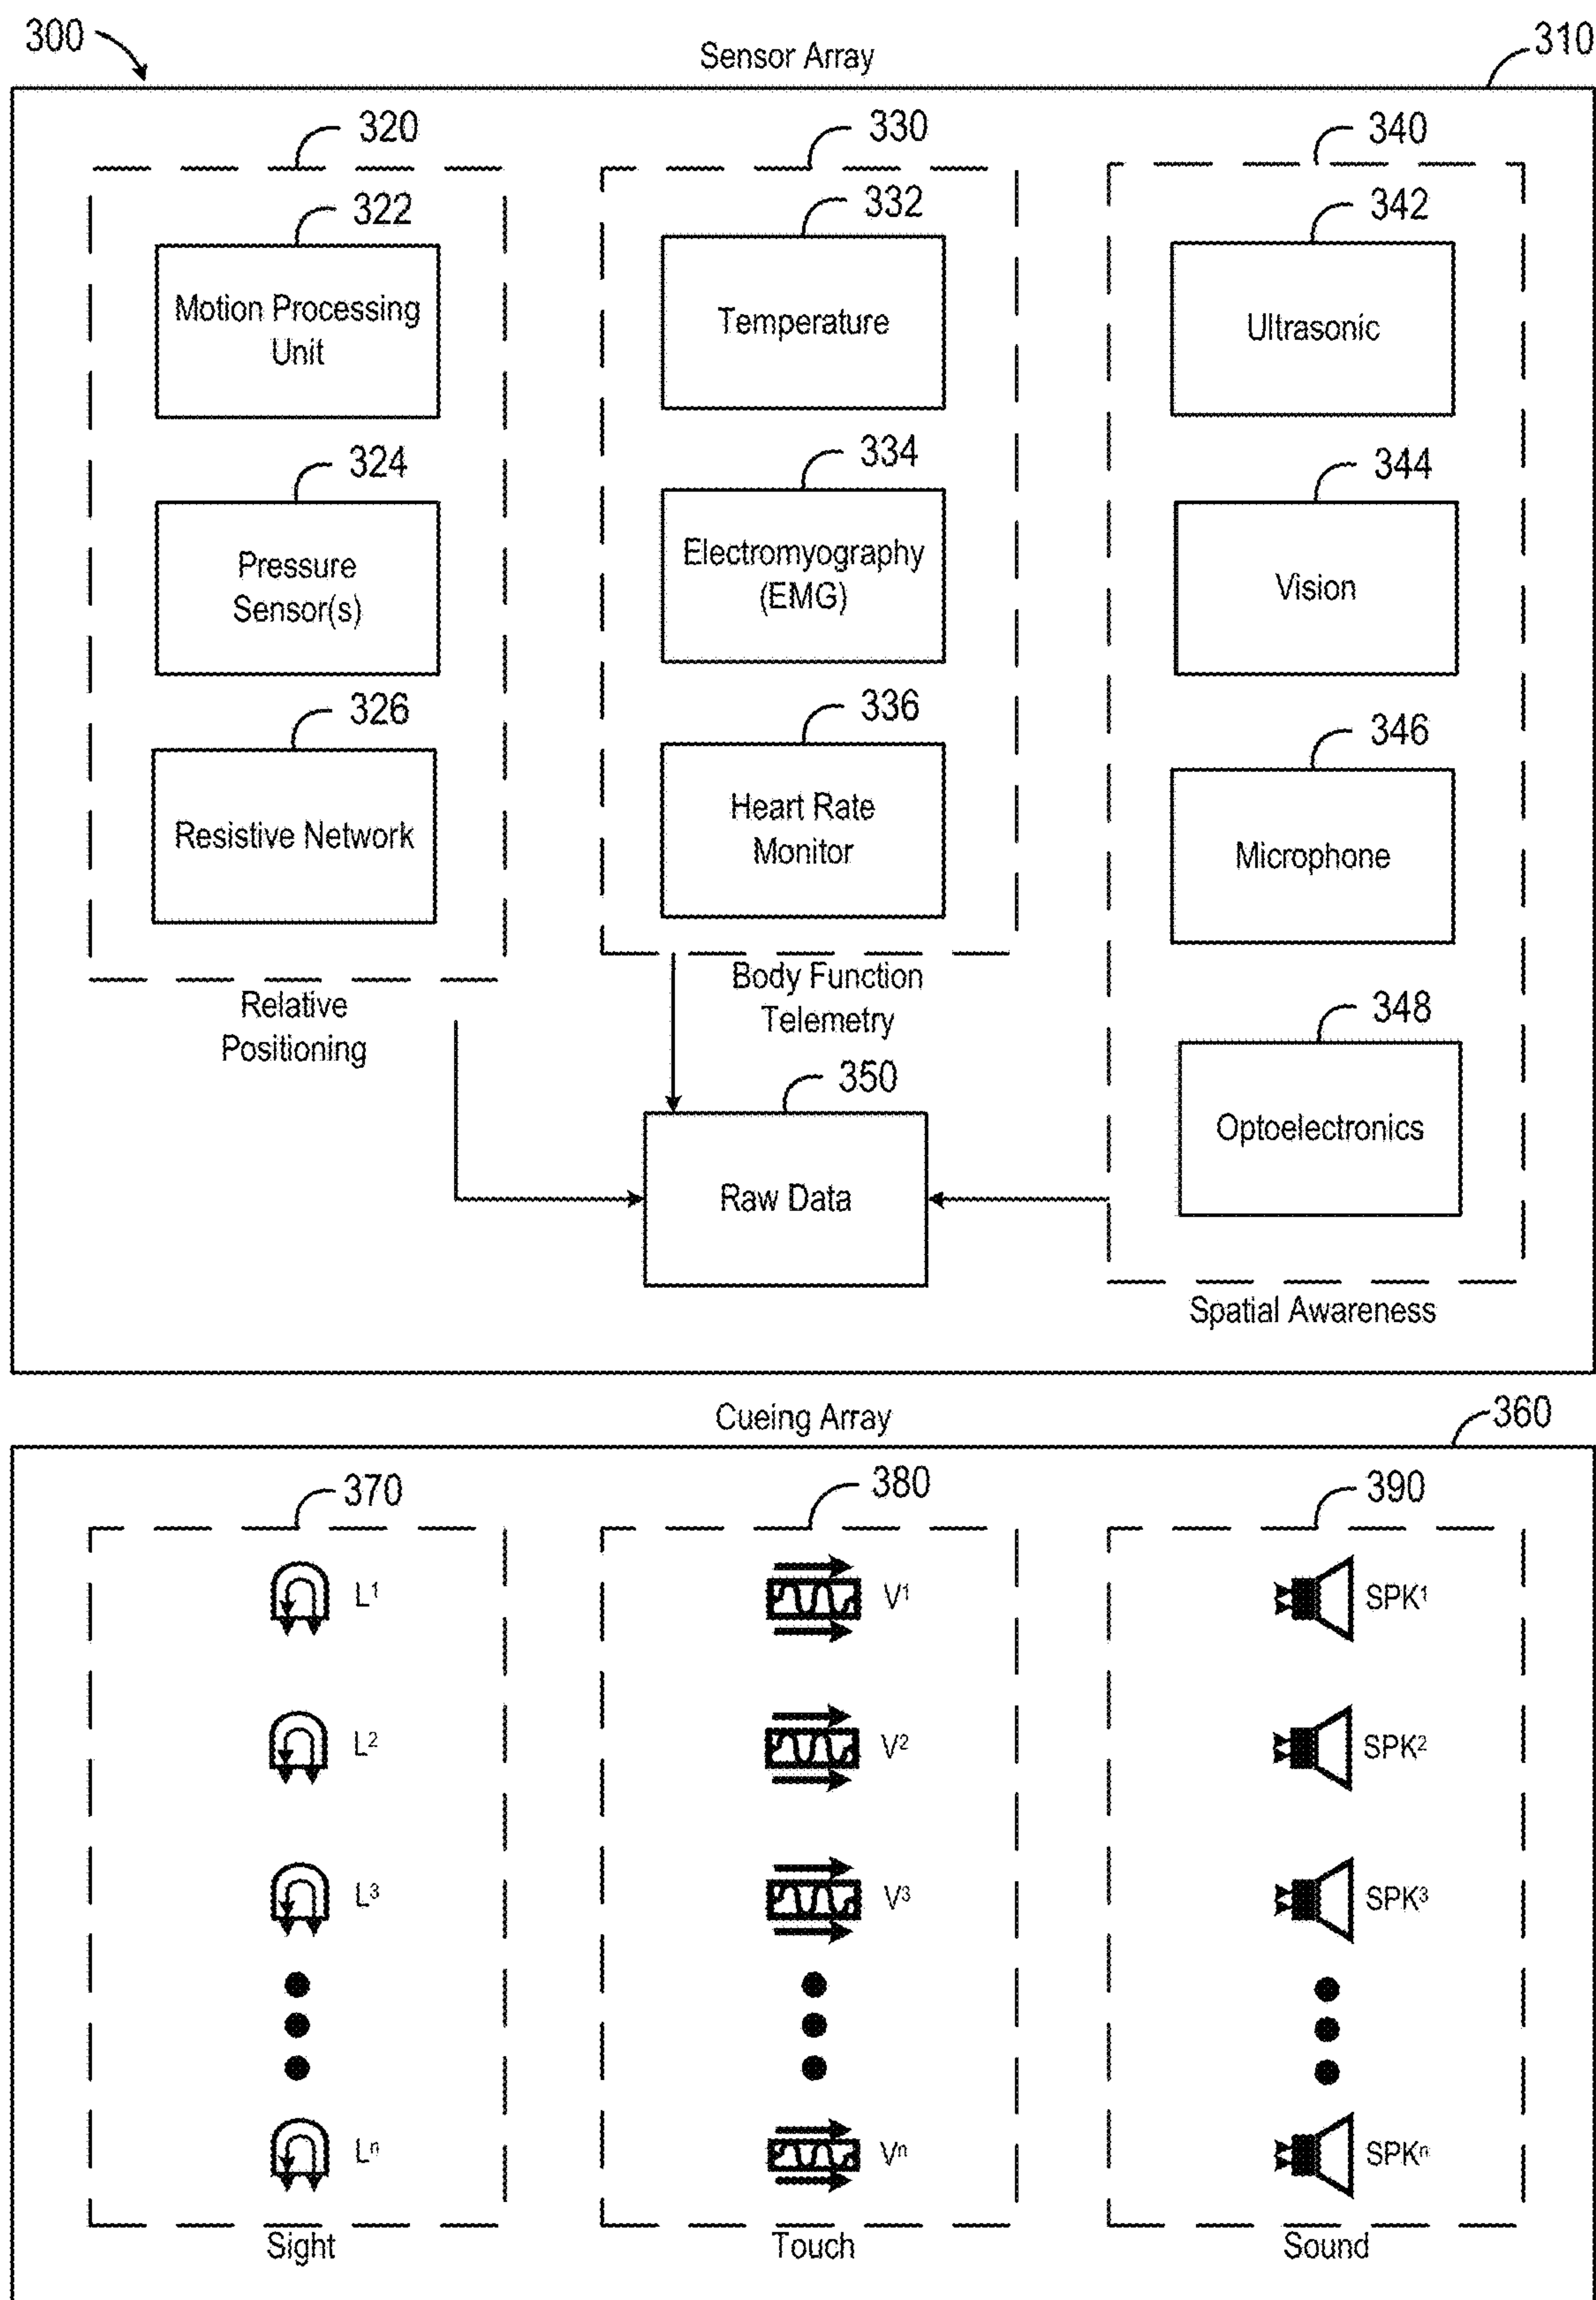 300
Sensor Array
310
320
330
340
322
332
342
Motion Processing
Unit
Temperature
Ultrasonic
324
334
344
Pressure
Sensor(s)
Electromyography
(EMG)
Vision
326
336
346
Resistive Network
Heart Rate
Monitor
Microphone
Relative
Positioning
Body Function
Telemetry
348
350
Optoelectronics
Raw Data
Spatial Awareness
Cueing Array
360
370
380
390
L¹
V¹
SPK¹
L²
V²
SPK²
L³
V³
SPK³
Lⁿ
Vⁿ
SPKⁿ
Sight
Touch
Sound